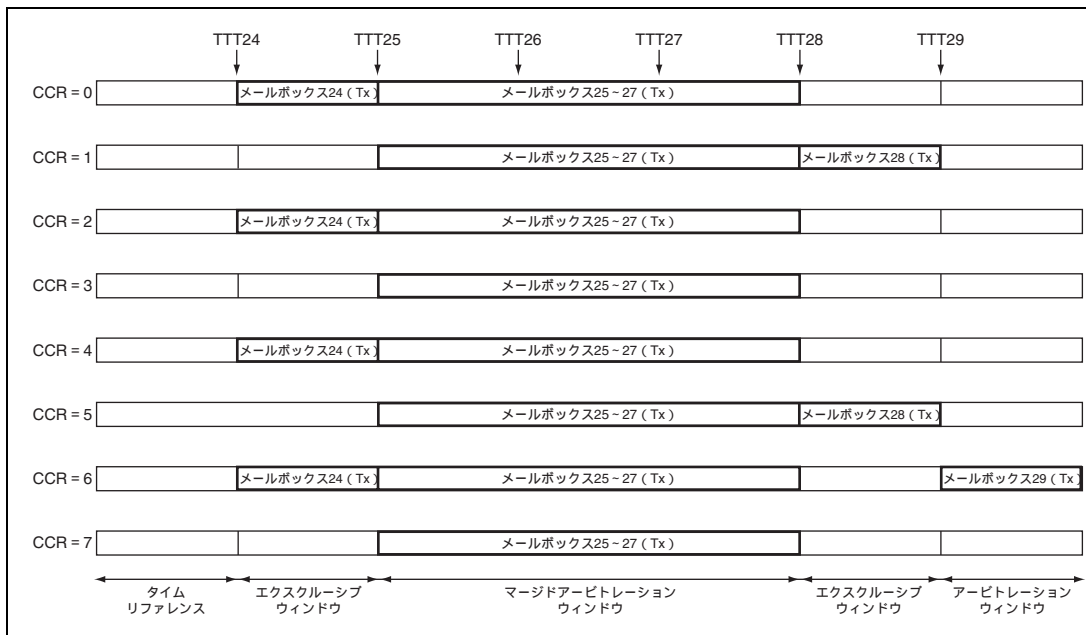 TTT24 TTT25 TTT26 TTT27 TTT28 TTT29
CCR = 0 メールボックス24 ( Tx ) メールボックス25 ~ 27 ( Tx )
CCR = 1 メールボックス25 ~ 27 ( Tx ) メールボックス28 ( Tx )
CCR = 2 メールボックス24 ( Tx ) メールボックス25 ~ 27 ( Tx )
CCR = 3 メールボックス25 ~ 27 ( Tx )
CCR = 4 メールボックス24 ( Tx ) メールボックス25 ~ 27 ( Tx )
CCR = 5 メールボックス25 ~ 27 ( Tx ) メールボックス28 ( Tx )
CCR = 6 メールボックス24 ( Tx ) メールボックス25 ~ 27 ( Tx ) メールボックス29 ( Tx )
CCR = 7 メールボックス25 ~ 27 ( Tx )
タイム
リファレンス
エクスクルーシブ
ウィンドウ
マージドアービトレーション
ウィンドウ
エクスクルーシブ
ウィンドウ
アービトレーション
ウィンドウ